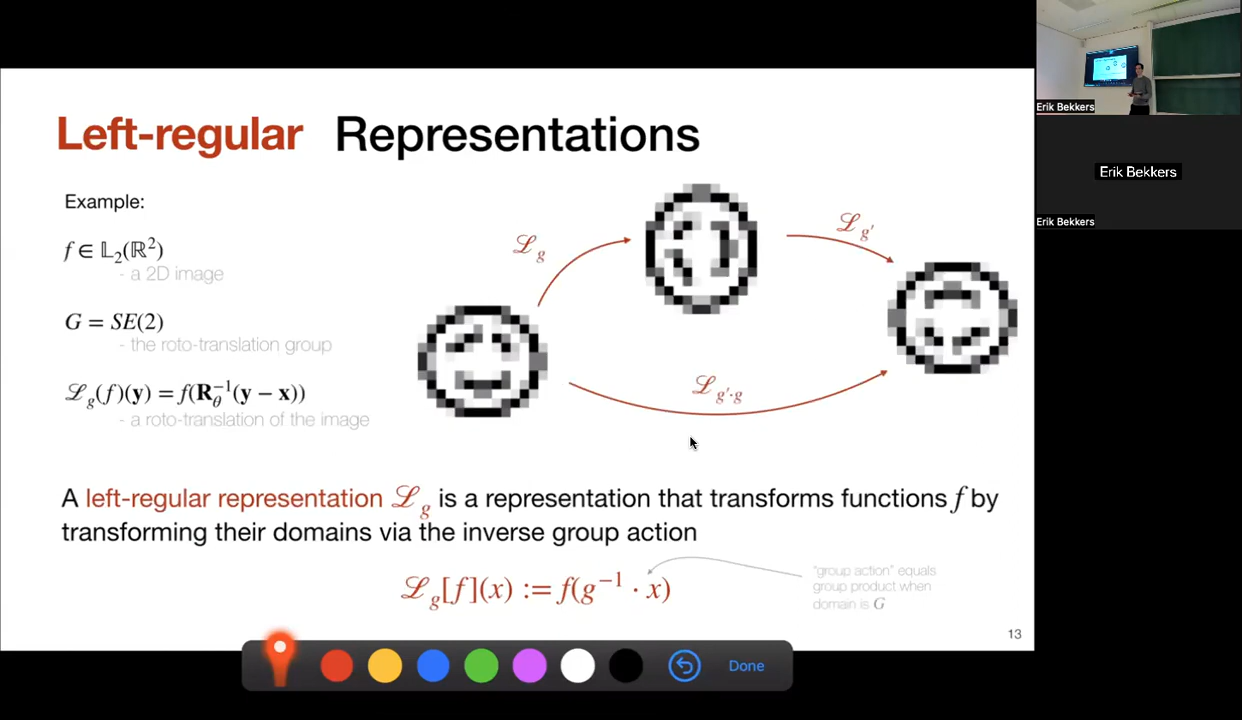 Left-regular Representations
Example:
f ∈ 𝕃₂(ℝ²)
- a 2D image
G = SE(2)
- the roto-translation group
ℒ_g(f)(𝐲) = f(𝐑_θ^{-1}(𝐲 − 𝐱))
- a roto-translation of the image
ℒ_g
ℒ_{g'}
ℒ_{g'·g}
A left-regular representation ℒ_g is a representation that transforms functions f by
transforming their domains via the inverse group action
ℒ_g[f](x) := f(g^{-1} · x)
"group action" equals
group product when
domain is G
13
Done
Erik Bekkers
Erik Bekkers
Erik Bekkers